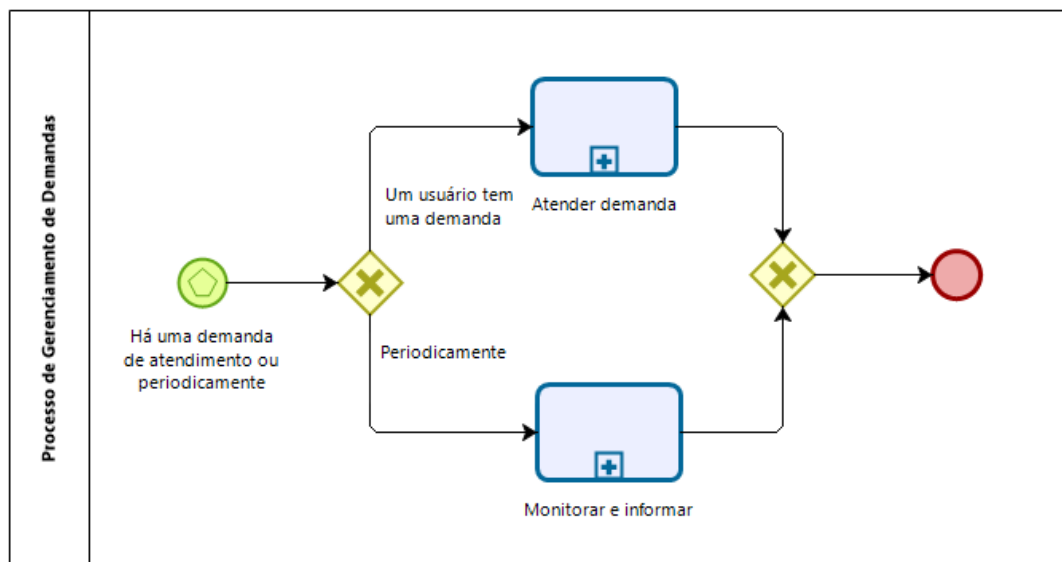 Processo de Gerenciamento de Demandas
Um usuário tem
uma demanda
Atender demanda
Há uma demanda
de atendimento ou
periodicamente
Periodicamente
Monitorar e informar